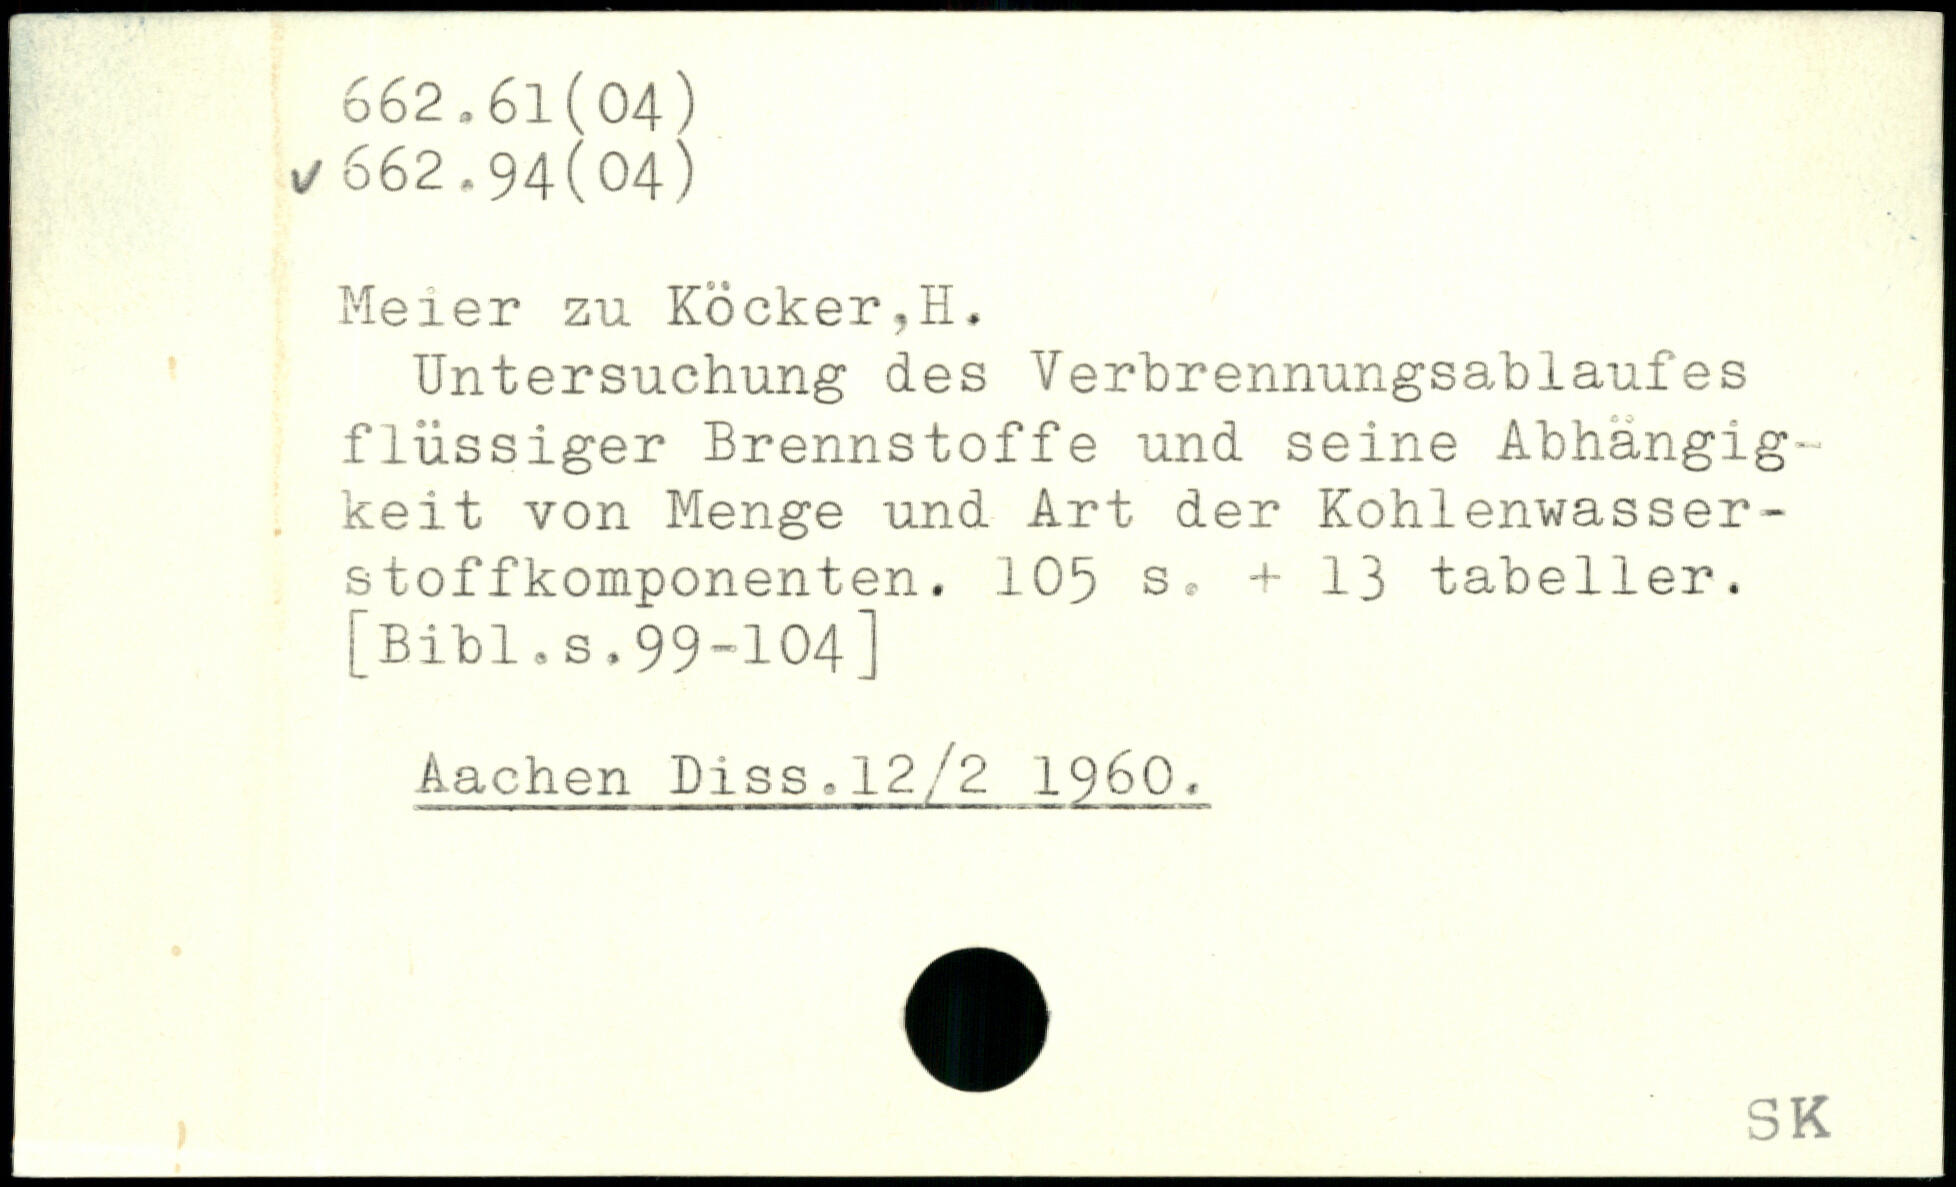 662.61(04)
✓ 662.94(04)
Meier zu Köcker,H.
Untersuchung des Verbrennungsablaufes
flüssiger Brennstoffe und seine Abhängig-
keit von Menge und Art der Kohlenwasser-
stoffkomponenten. 105 s. + 13 tabeller.
[Bibl.s.99-104]
Aachen Diss.12/2 1960.
SK